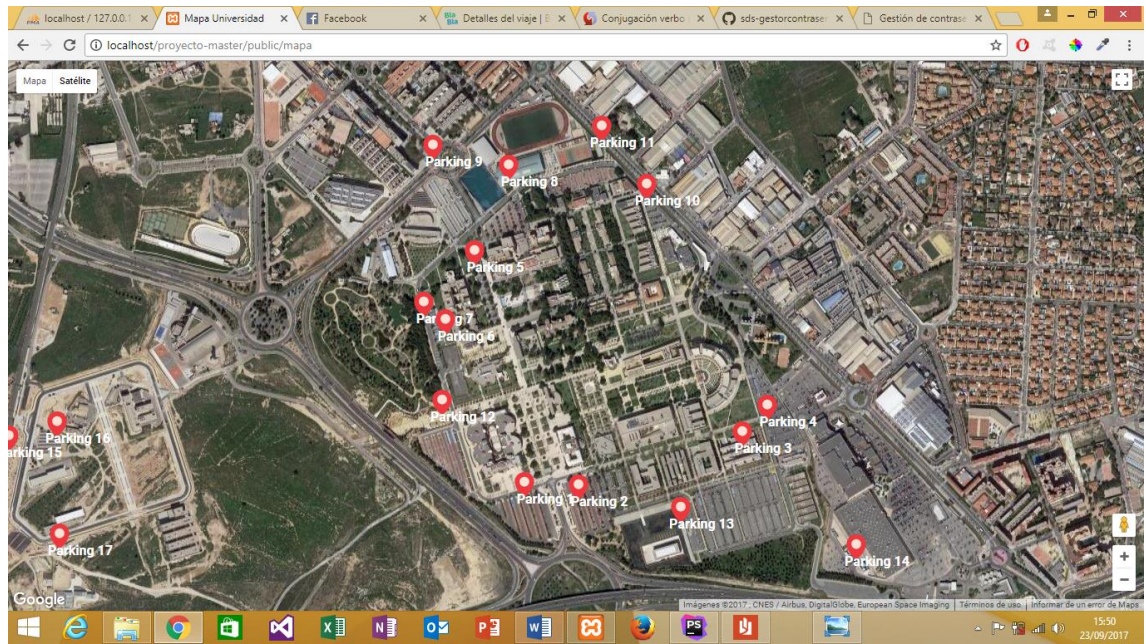 localhost / 127.0.0.1
Mapa Universidad
Facebook
Detalles del viaje | B
Conjugación verbo
sds-gestorcontraseñ
Gestión de contrase
localhost/proyecto-master/public/mapa
Mapa
Satélite
Parking 11
Parking 9
Parking 8
Parking 10
Parking 5
Parking 7
Parking 6
Parking 12
Parking 4
Parking 16
Parking 3
Parking 15
Parking 1
Parking 2
Parking 13
Parking 17
Parking 14
Google
Imágenes ©2017 , CNES / Airbus, DigitalGlobe, European Space Imaging
Términos de uso
Informar de un error de Maps
15:50
23/09/2017